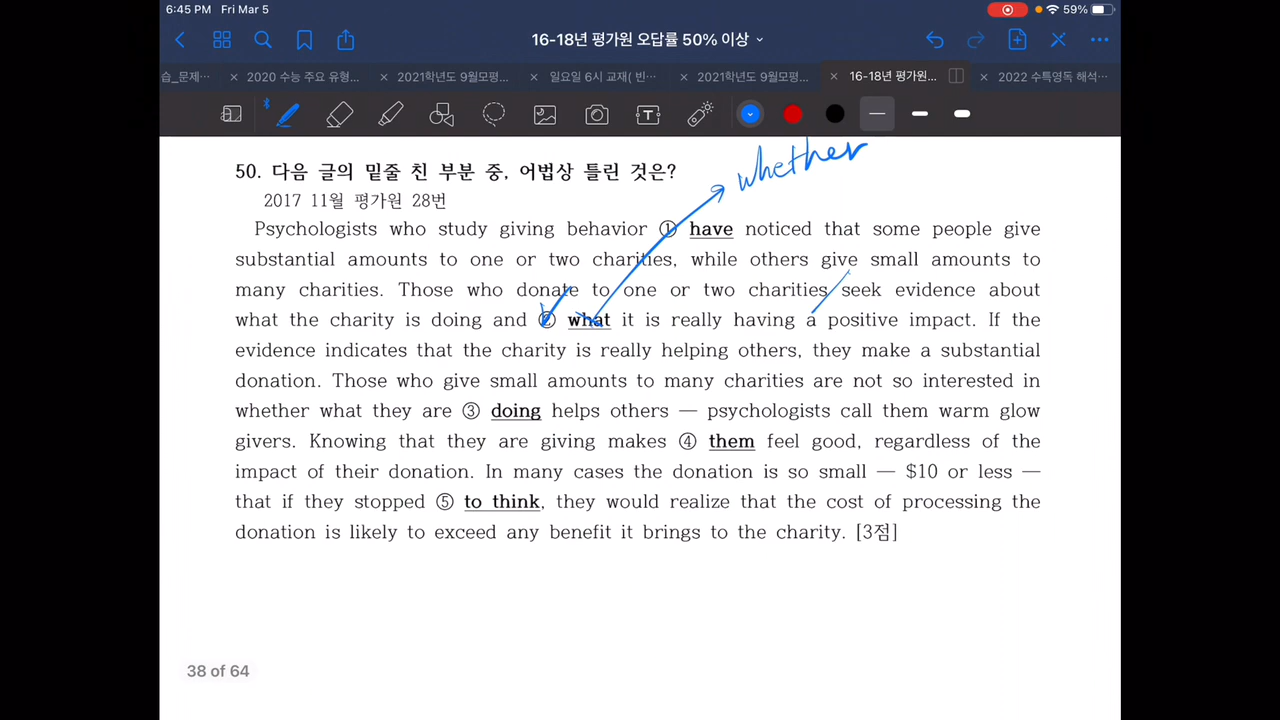 6:45 PM Fri Mar 5
59%
16-18년 평가원 오답률 50% 이상
습_문제…
2020 수능 주요 유형…
2021학년도 9월모평…
일요일 6시 교재( 빈…
2021학년도 9월모평…
16-18년 평가원…
2022 수특영독 해석…
whether
50. 다음 글의 밑줄 친 부분 중, 어법상 틀린 것은?
2017 11월 평가원 28번
Psychologists who study giving behavior ① have noticed that some people give
substantial amounts to one or two charities, while others give small amounts to
many charities. Those who donate to one or two charities seek evidence about
what the charity is doing and ② what it is really having a positive impact. If the
evidence indicates that the charity is really helping others, they make a substantial
donation. Those who give small amounts to many charities are not so interested in
whether what they are ③ doing helps others — psychologists call them warm glow
givers. Knowing that they are giving makes ④ them feel good, regardless of the
impact of their donation. In many cases the donation is so small — $10 or less —
that if they stopped ⑤ to think, they would realize that the cost of processing the
donation is likely to exceed any benefit it brings to the charity. [3점]
38 of 64